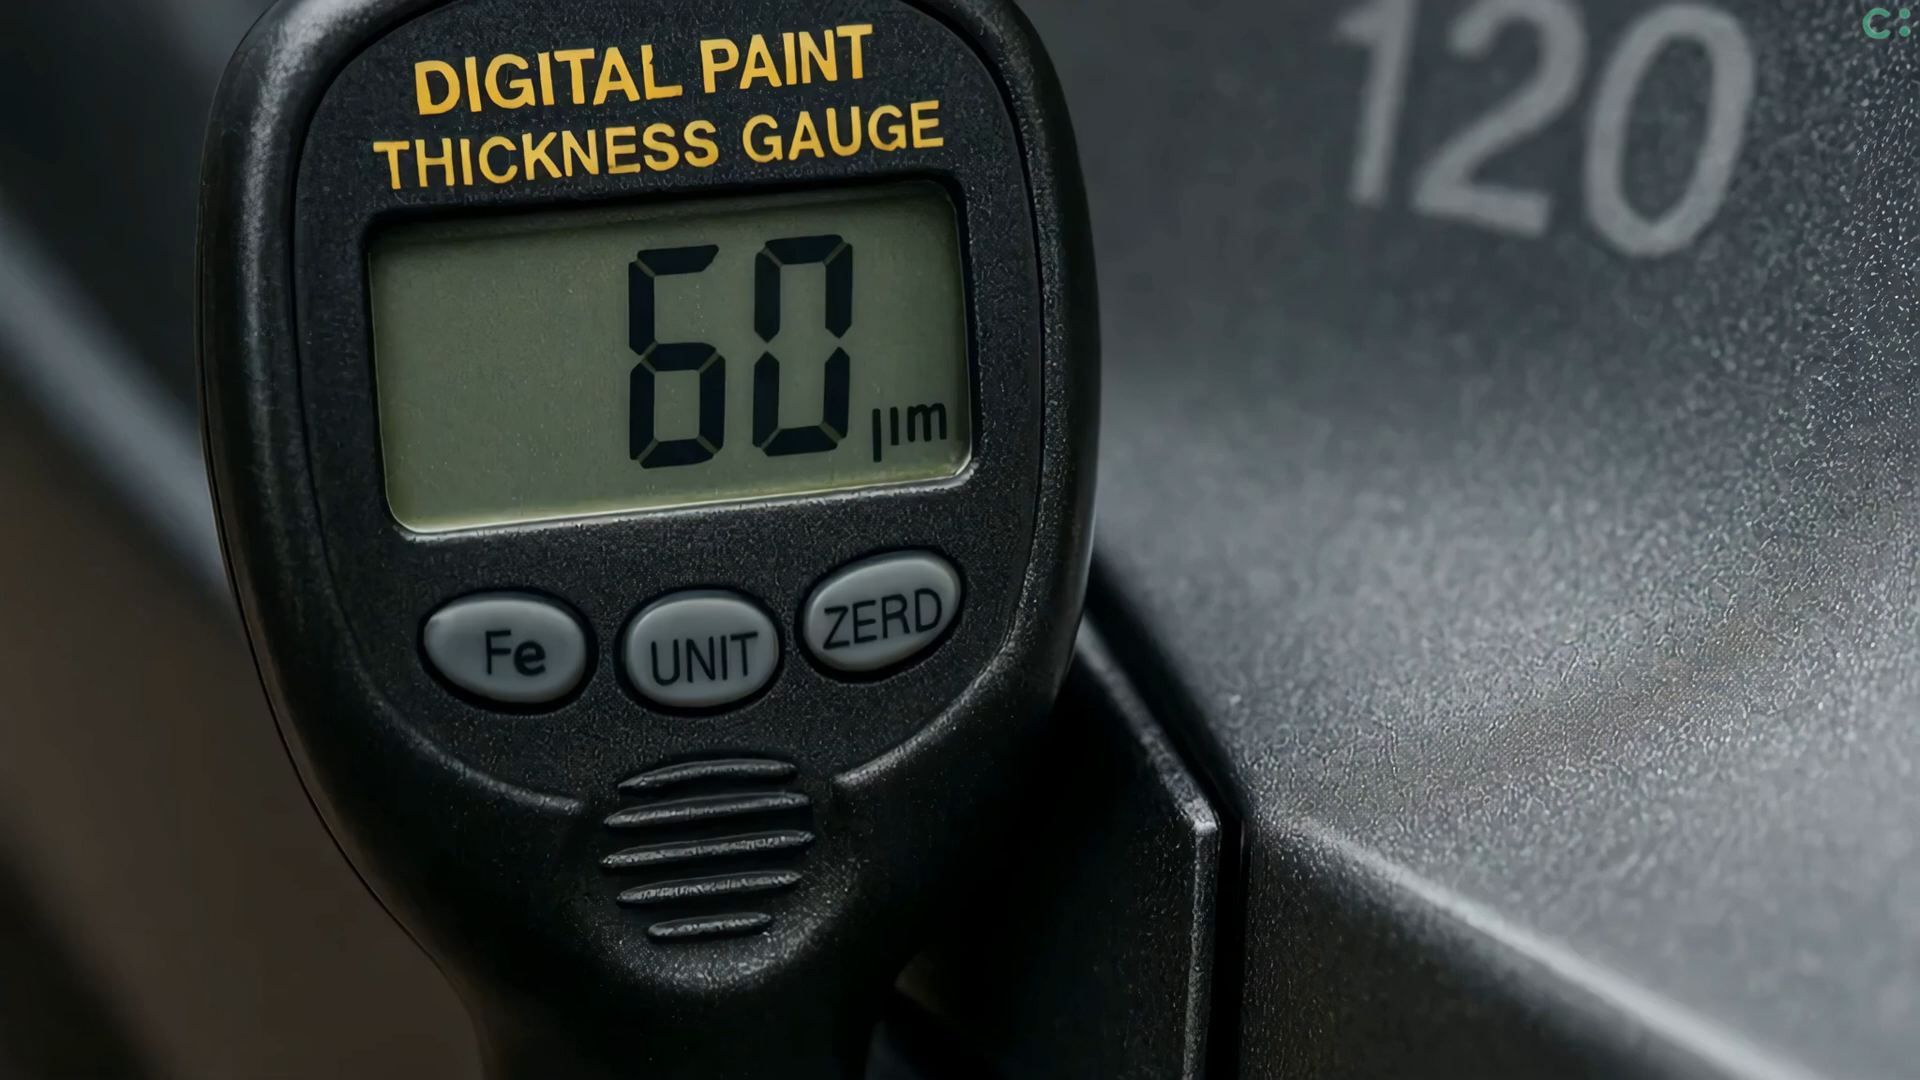 DIGITAL PAINT
THICKNESS GAUGE
60 µm
Fe
UNIT
ZERD
120
C: